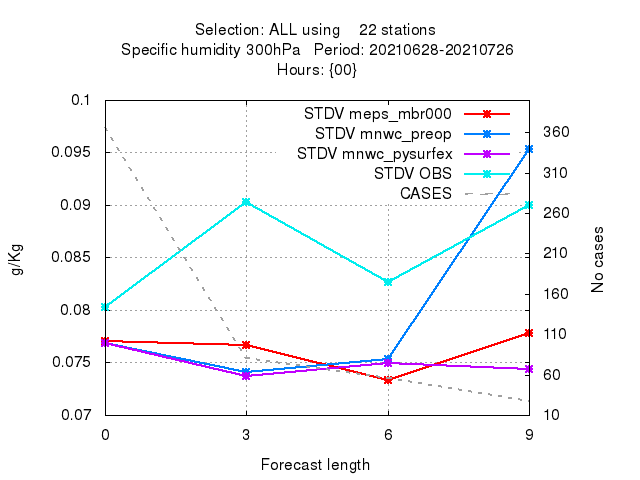 Selection: ALL using 22 stations
Specific humidity 300hPa Period: 20210628-20210726
Hours: {00}
0.1
0.095
0.09
0.085
0.08
0.075
0.07
g/Kg
STDV meps_mbr000
STDV mnwc_preop
STDV mnwc_pysurfex
STDV OBS
CASES
360
310
260
210
160
110
60
10
No cases
0 3 6 9
Forecast length